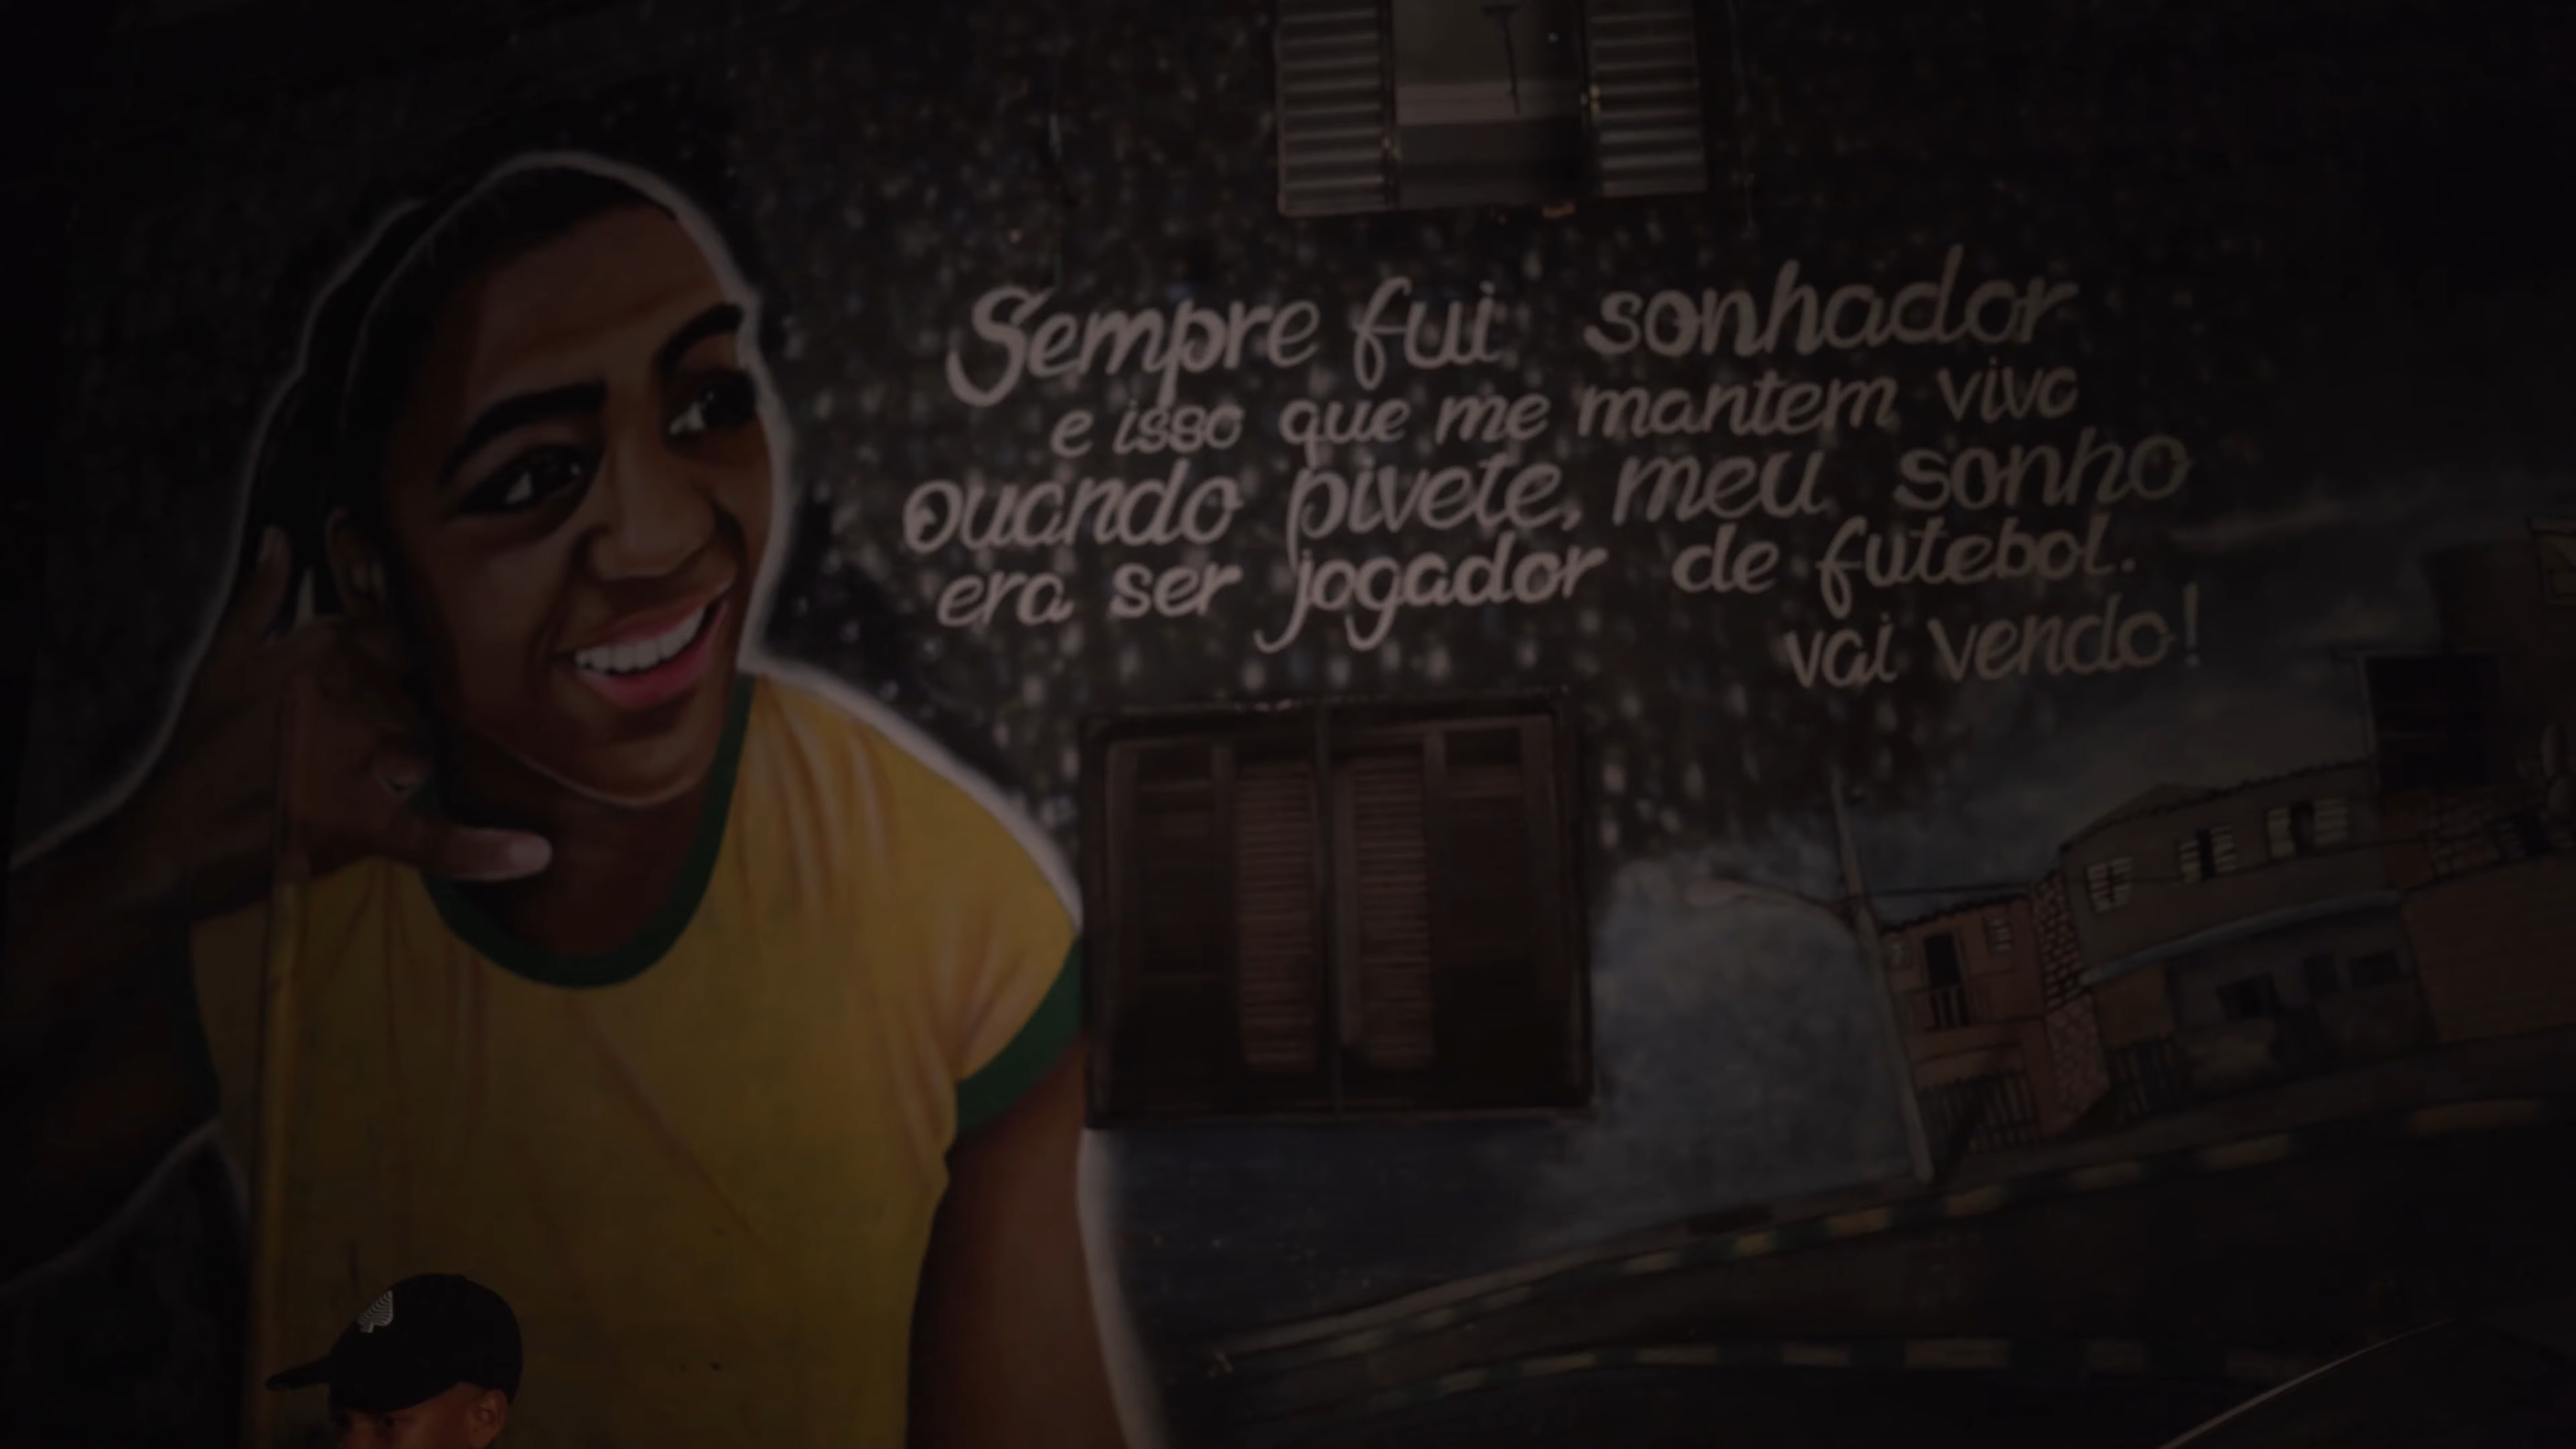 Sempre fui sonhador
e isso que me mantem vivo
quando pivete, meu sonho
era ser jogador de futebol.
vai vendo!